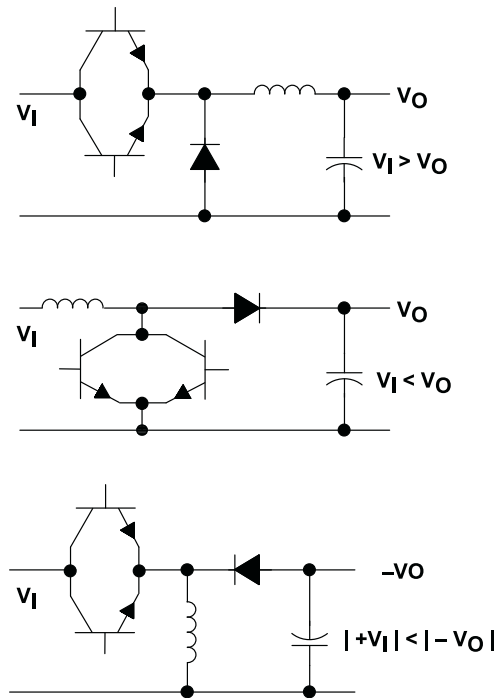 VO
VI
VI > VO
VO
VI
VI < VO
–VO
VI
| +VI | < | – VO |